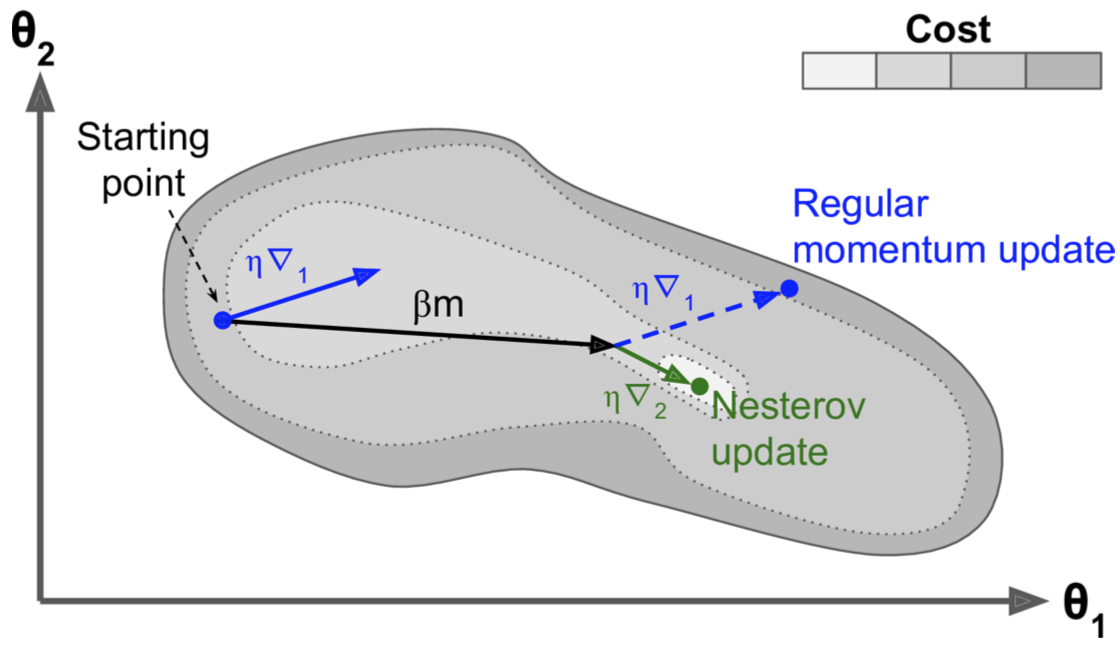 θ2
Cost
Starting
point
Regular
momentum update
η∇1
βm
η∇1
η∇2
Nesterov
update
θ1